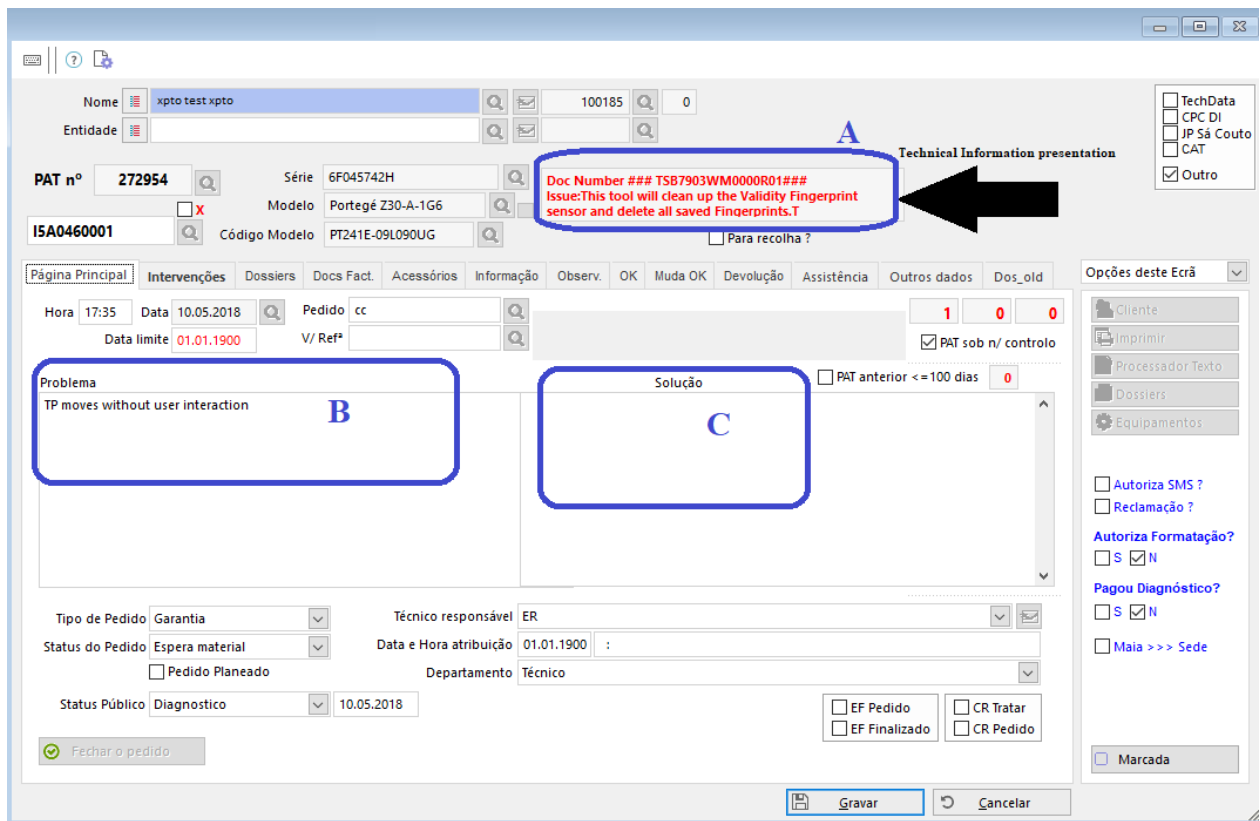 Nome xpto test xpto 100185 0
Entidade
TechData
CPC DI
JP Sá Couto
CAT
Outro
A
Technical Information presentation
PAT nº 272954
X
I5A0460001
Série 6F045742H
Modelo Portegé Z30-A-1G6
Código Modelo PT241E-09L090UG
Doc Number ### TSB7903WM0000R01###
Issue:This tool will clean up the Validity Fingerprint
sensor and delete all saved Fingerprints.T
Para recolha ?
Página Principal Intervenções Dossiers Docs Fact. Acessórios Informação Observ. OK Muda OK Devolução Assistência Outros dados Dos_old
Opções deste Ecrã
Hora 17:35 Data 10.05.2018 Pedido cc
1 0 0
Data limite 01.01.1900 V/ Refª
PAT sob n/ controlo
Problema
Solução
PAT anterior <=100 dias 0
TP moves without user interaction
B
C
Cliente
Imprimir
Processador Texto
Dossiers
Equipamentos
Autoriza SMS ?
Reclamação ?
Autoriza Formatação?
S N
Pagou Diagnóstico?
S N
Maia >>> Sede
Tipo de Pedido Garantia
Técnico responsável ER
Status do Pedido Espera material
Data e Hora atribuição 01.01.1900 :
Pedido Planeado
Departamento Técnico
Status Público Diagnostico 10.05.2018
EF Pedido CR Tratar
EF Finalizado CR Pedido
Fechar o pedido
Marcada
Gravar Cancelar